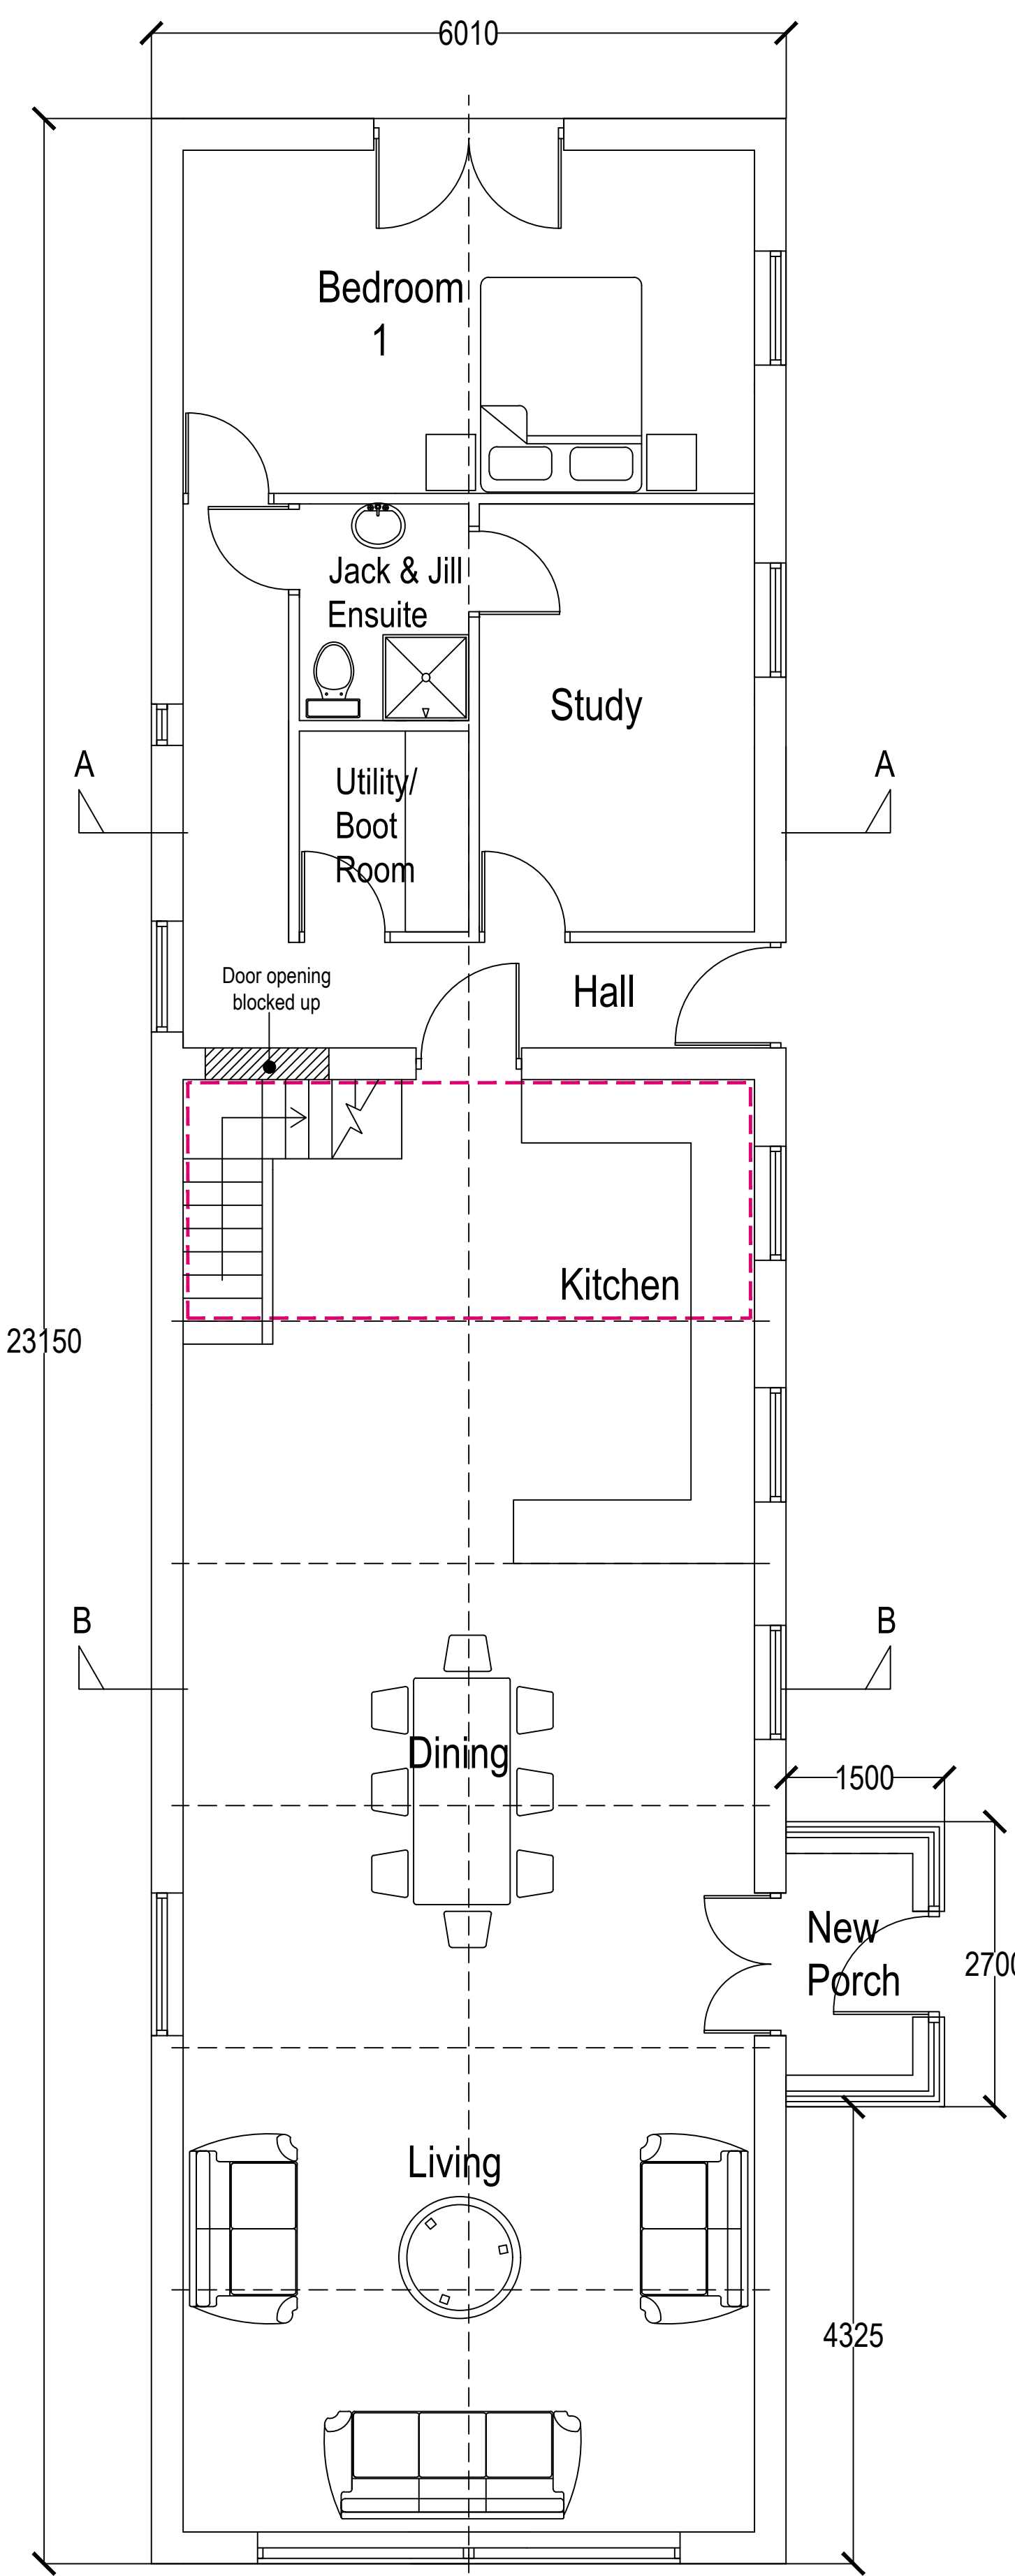 6010
Bedroom
1
Jack & Jill
Ensuite
Study
A
A
Utility/
Boot
Room
Door opening
blocked up
Hall
Kitchen
23150
B
B
Dining
1500
New
Porch
2700
Living
4325